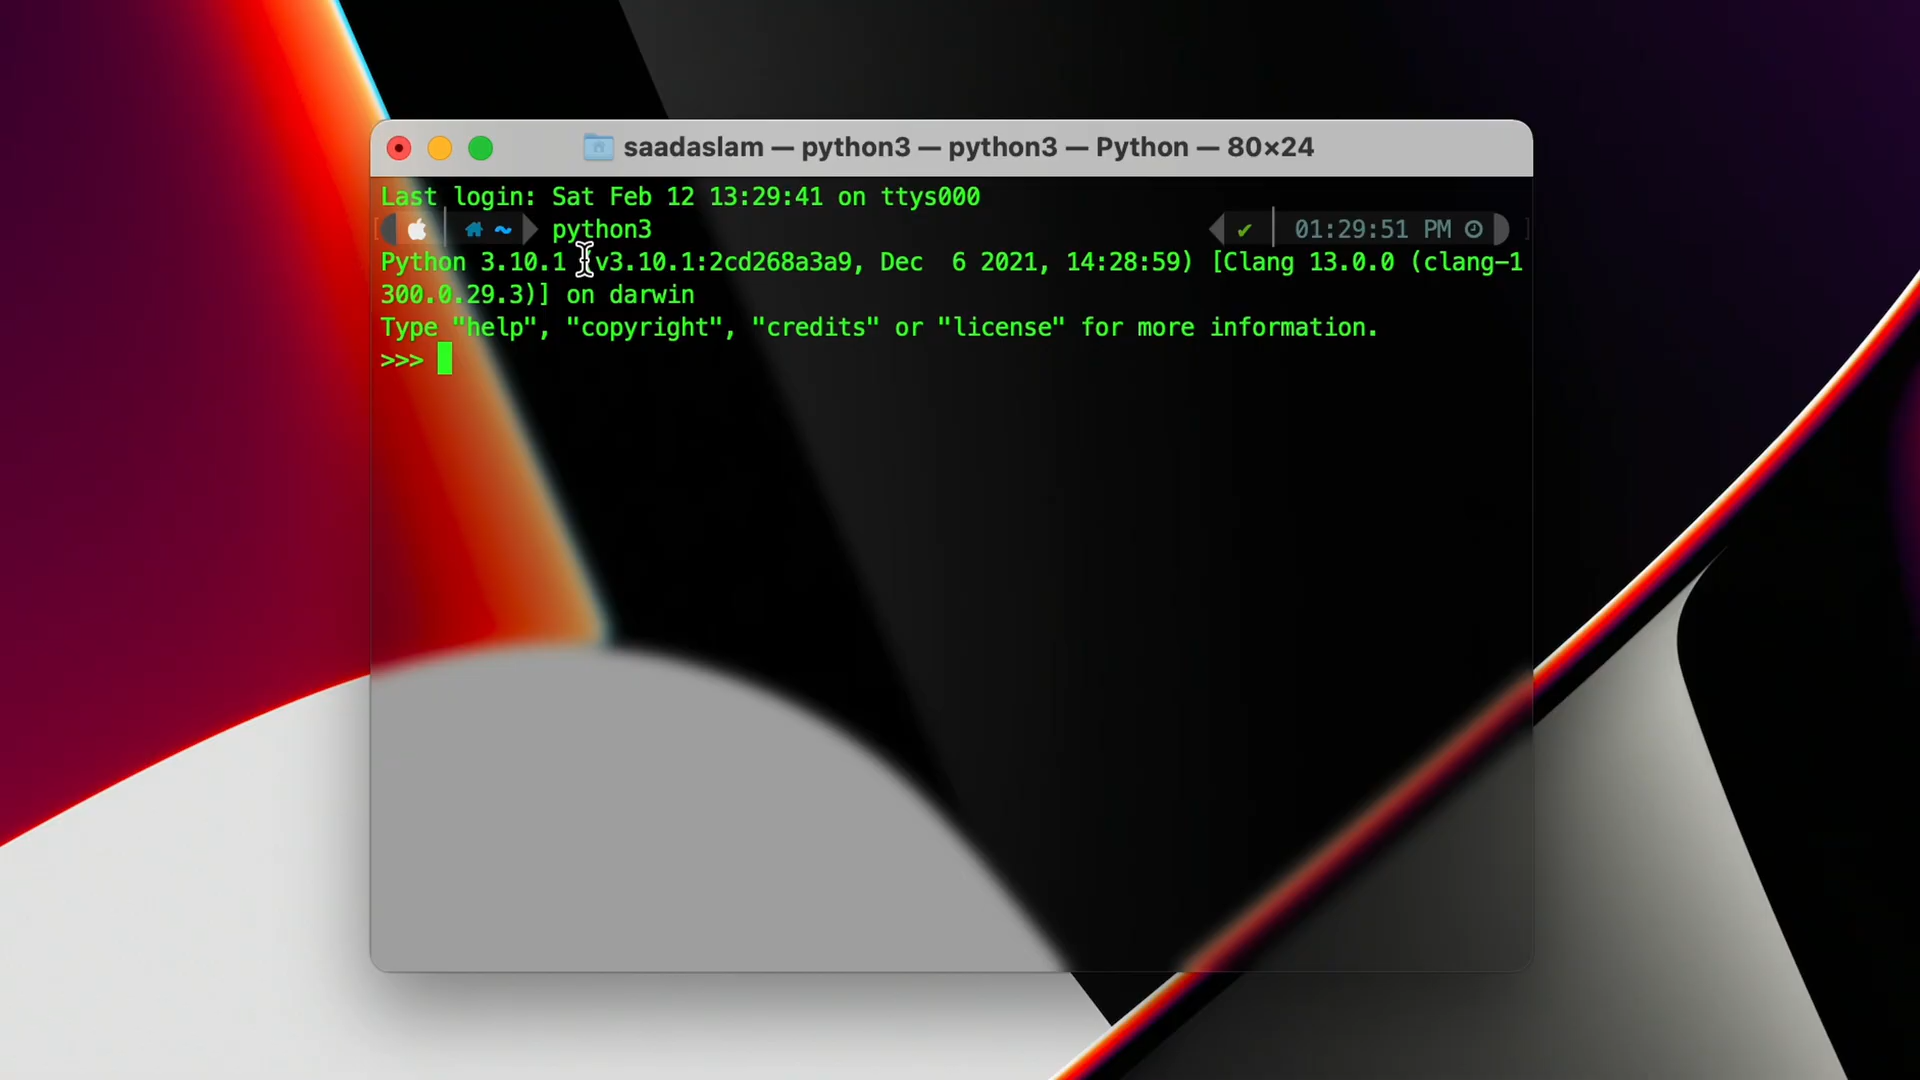 saadaslam — python3 — python3 — Python — 80×24
Last login: Sat Feb 12 13:29:41 on ttys000
~ python3 ✔ 01:29:51 PM
Python 3.10.1 (v3.10.1:2cd268a3a9, Dec  6 2021, 14:28:59) [Clang 13.0.0 (clang-1
300.0.29.3)] on darwin
Type "help", "copyright", "credits" or "license" for more information.
>>>